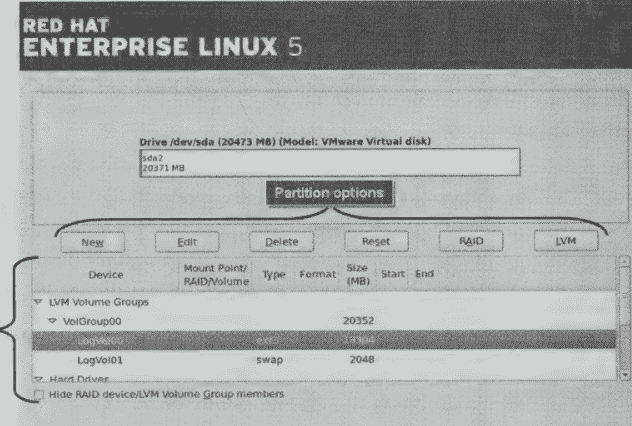 RED HAT
ENTERPRISE LINUX 5
Drive /dev/sda (20473 MB) (Model: VMware Virtual disk)
sda2
20371 MB
Partition options
New Edit Delete Reset RAID LVM
Device Mount Point/ RAID/Volume Type Format Size (MB) Start End
LVM Volume Groups
VolGroup00 20352
LogVol00 ext3 18304
LogVol01 swap 2048
Hard Drives
Hide RAID device/LVM Volume Group members